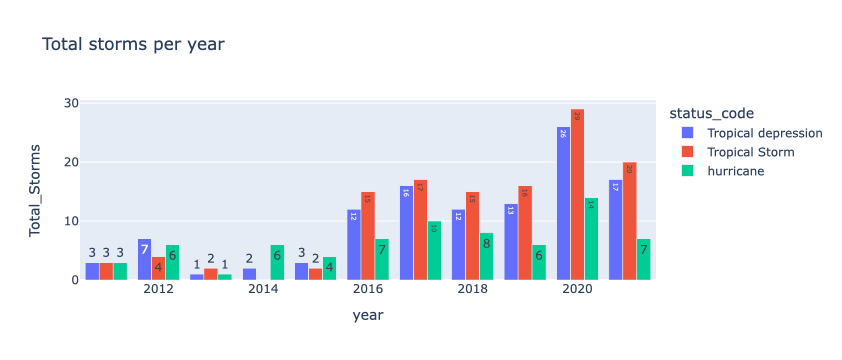 Total storms per year
Total_Storms
30
20
10
0
3 3 3
7 4 6
1 2 1
2 6
3 2 4
12 15 7
16 17 10
12 15 8
13 16 6
26 29 14
17 20 7
2012 2014 2016 2018 2020
year
status_code
Tropical depression
Tropical Storm
hurricane